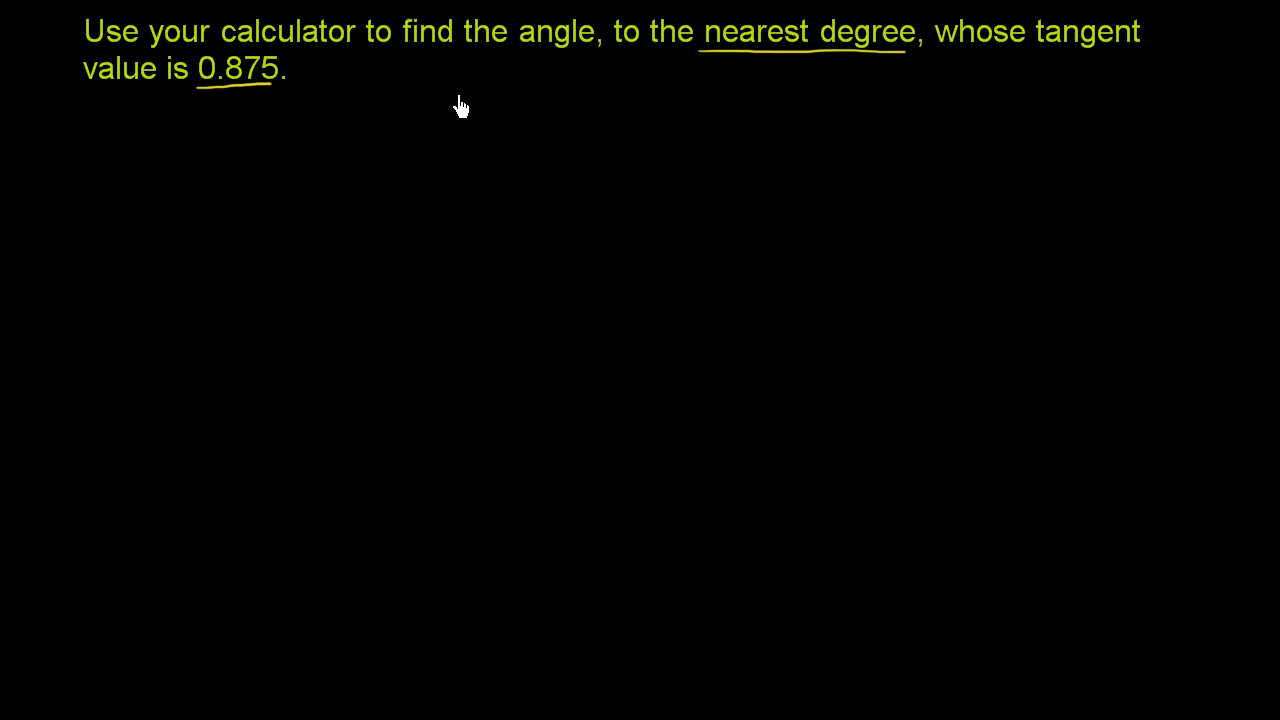 Use your calculator to find the angle, to the nearest degree, whose tangent
value is 0.875.